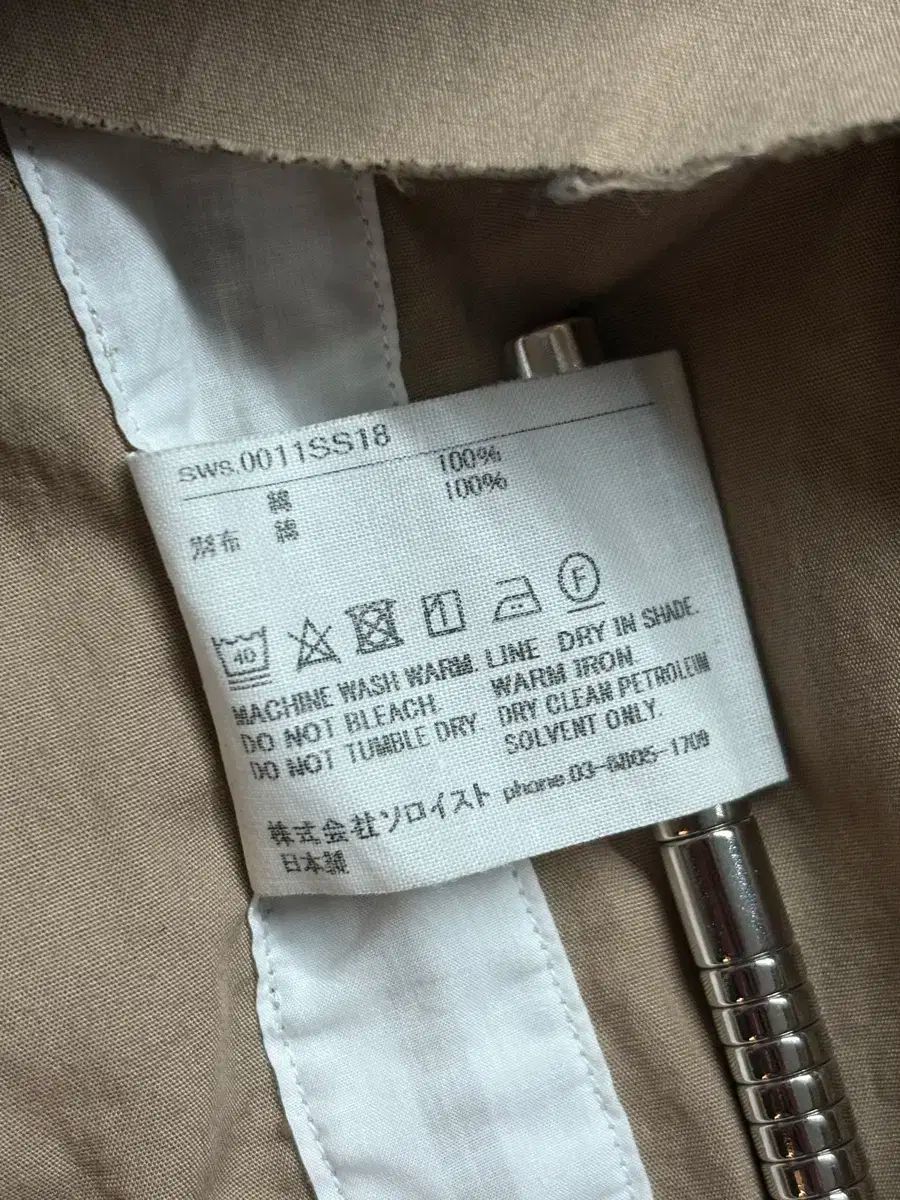 sws.0011SS18
綿 100%
別布 綿 100%
40
F
MACHINE WASH WARM. LINE DRY IN SHADE.
DO NOT BLEACH WARM IRON
DO NOT TUMBLE DRY DRY CLEAN PETROLEUM
SOLVENT ONLY.
株式会社ソロイスト phone.03-6805-1709
日本製